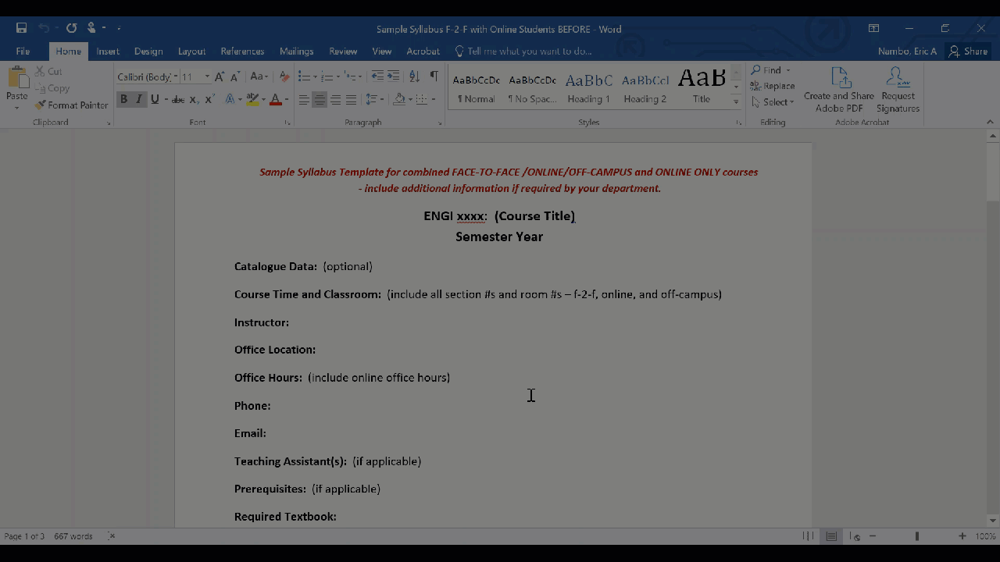 Sample Syllabus F-2-F with Online Students BEFORE - Word
File Home Insert Design Layout References Mailings Review View Acrobat Tell me what you want to do... Nambo, Eric A Share
Paste
Cut
Copy
Format Painter
Clipboard
Calibri (Body) 11
Font
Paragraph
AaBbCcDc AaBbCcDc AaBbC AaBbCcl AaB
¶ Normal ¶ No Spac... Heading 1 Heading 2 Title
Styles
Find
Replace
Select
Editing
Create and Share Adobe PDF
Request Signatures
Adobe Acrobat
Sample Syllabus Template for combined FACE-TO-FACE /ONLINE/OFF-CAMPUS and ONLINE ONLY courses
- include additional information if required by your department.
ENGI xxxx: (Course Title)
Semester Year
Catalogue Data: (optional)
Course Time and Classroom: (include all section #s and room #s – f-2-f, online, and off-campus)
Instructor:
Office Location:
Office Hours: (include online office hours)
Phone:
Email:
Teaching Assistant(s): (if applicable)
Prerequisites: (if applicable)
Required Textbook:
Page 1 of 3 667 words 100%